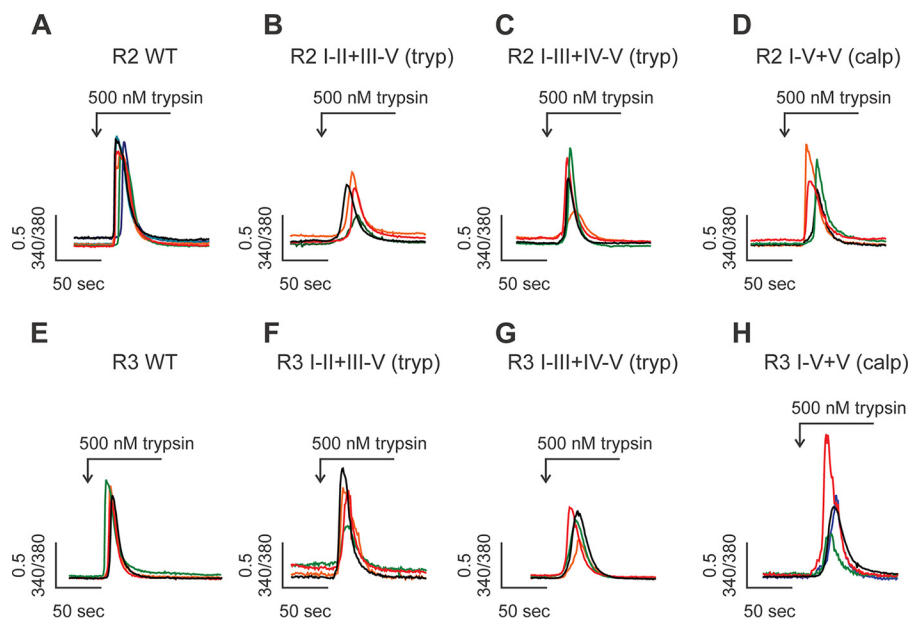 A
B
C
D
R2 WT
R2 I-II+III-V (tryp)
R2 I-III+IV-V (tryp)
R2 I-V+V (calp)
500 nM trypsin
500 nM trypsin
500 nM trypsin
500 nM trypsin
0.5
340/380
0.5
340/380
0.5
340/380
0.5
340/380
50 sec
50 sec
50 sec
50 sec
E
F
G
H
R3 WT
R3 I-II+III-V (tryp)
R3 I-III+IV-V (tryp)
R3 I-V+V (calp)
500 nM trypsin
500 nM trypsin
500 nM trypsin
500 nM trypsin
0.5
340/380
0.5
340/380
0.5
340/380
0.5
340/380
50 sec
50 sec
50 sec
50 sec